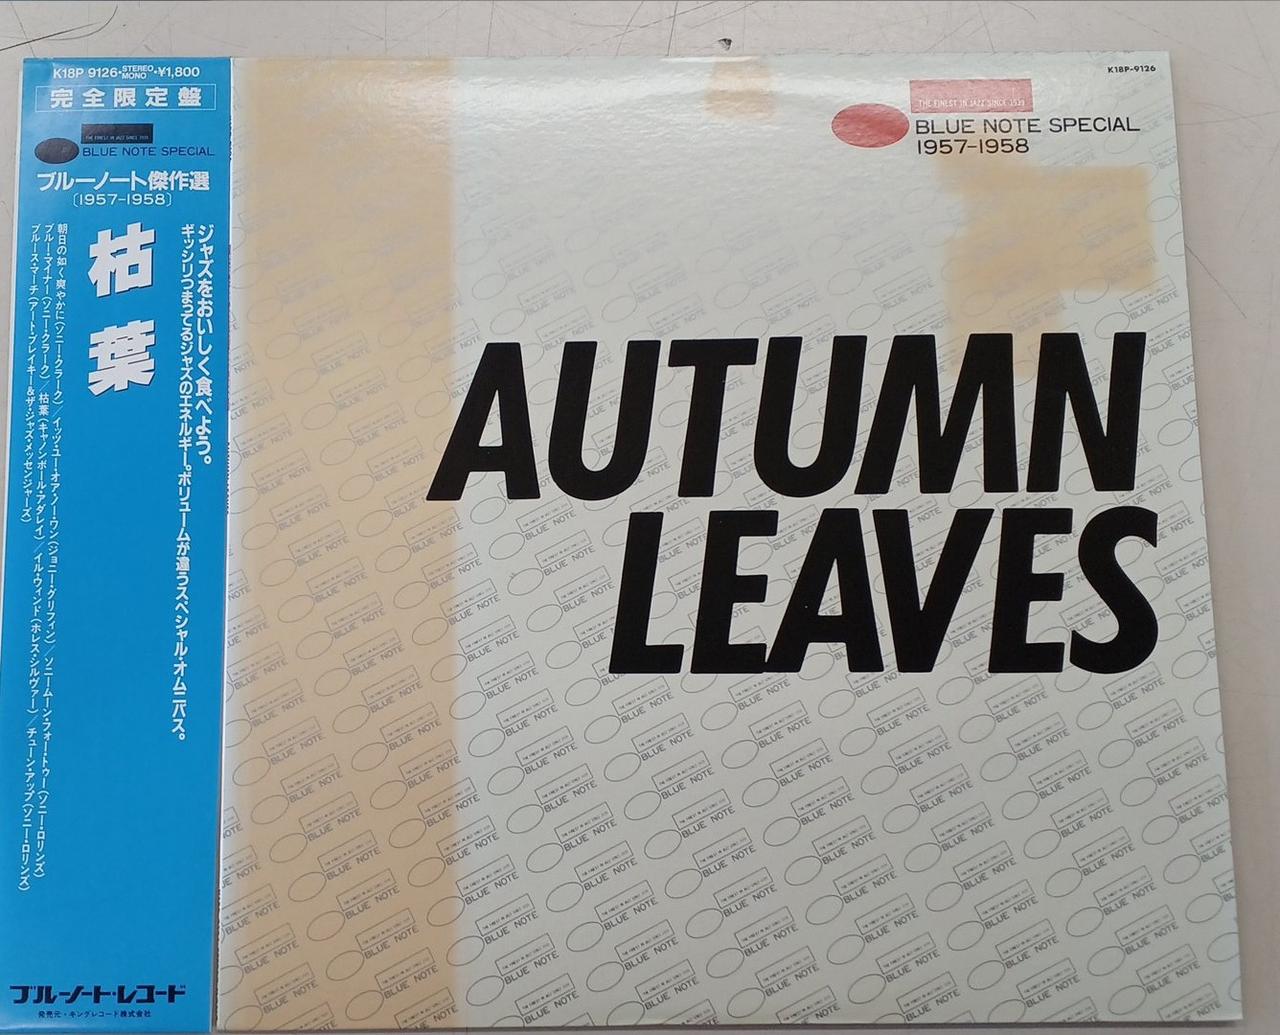 K18P 9126·STEREO MONO·¥1,800
完全限定盤
THE FINEST IN JAZZ SINCE 1939
BLUE NOTE SPECIAL
ブルーノート傑作選
〔1957-1958〕
ジャズをおいしく食べよう。
ギッシリつまってるジャズのエネルギー。ボリュームが違うスペシャル・オムニバス。
枯葉
朝日の如く爽やかに(ソニー・クラーク)／イッツ・ユー・オア・ノー・ワン(ジョニー・グリフィン)／ソニームーン・フォー・トゥー(ソニー・ロリンズ)
ブルー・マイナー(ソニー・クラーク)／枯葉(キャノンボール・アダレイ)／イル・ウィンド(ホレス・シルヴァー)／チューン・アップ(ソニー・ロリンズ)
ブルース・マーチ(アート・ブレイキー&ザ・ジャズ・メッセンジャーズ)
ブルーノート・レコード
発売元・キングレコード株式会社
K18P-9126
THE FINEST IN JAZZ SINCE 1939
BLUE NOTE SPECIAL
1957-1958
AUTUMN
LEAVES